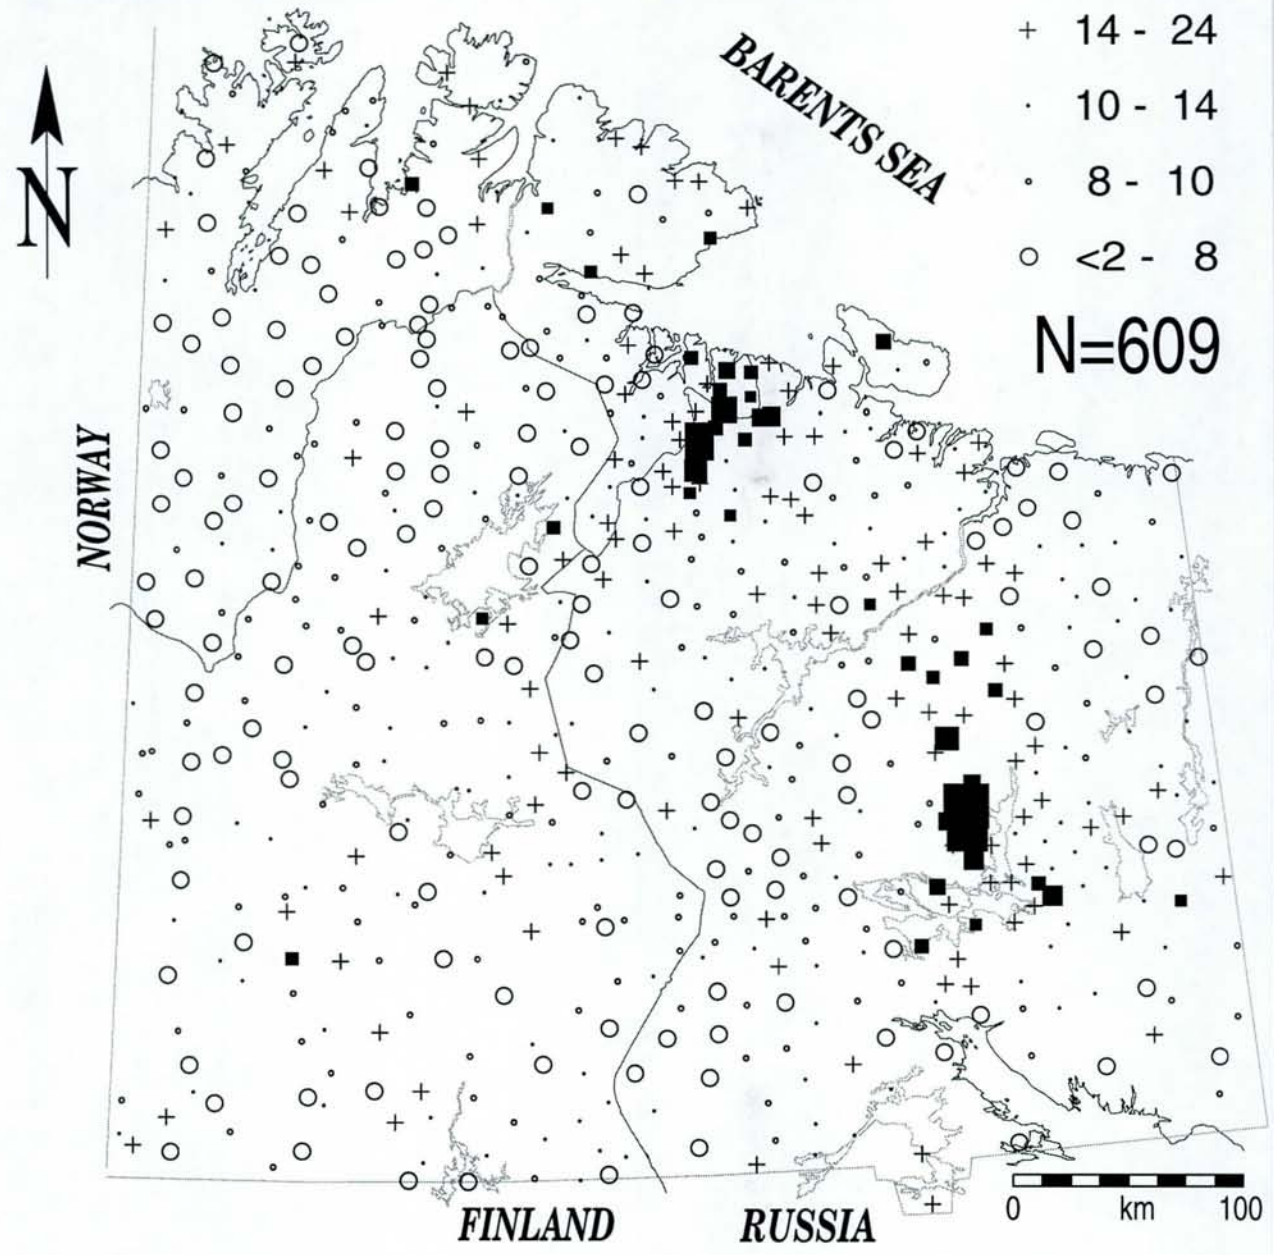 + 14 - 24
BARENTS SEA
10 - 14
8 - 10
<2 - 8
N
N=609
NORWAY
0 km 100
FINLAND RUSSIA